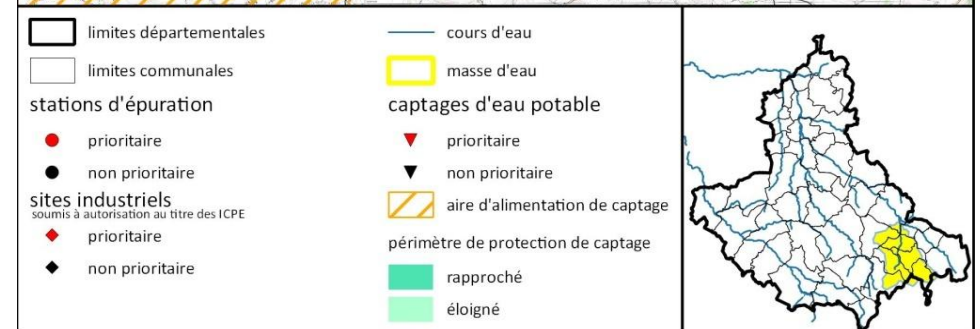 limites départementales
limites communales
stations d'épuration
prioritaire
non prioritaire
sites industriels
soumis à autorisation au titre des ICPE
prioritaire
non prioritaire
cours d'eau
masse d'eau
captages d'eau potable
prioritaire
non prioritaire
aire d'alimentation de captage
périmètre de protection de captage
rapproché
éloigné